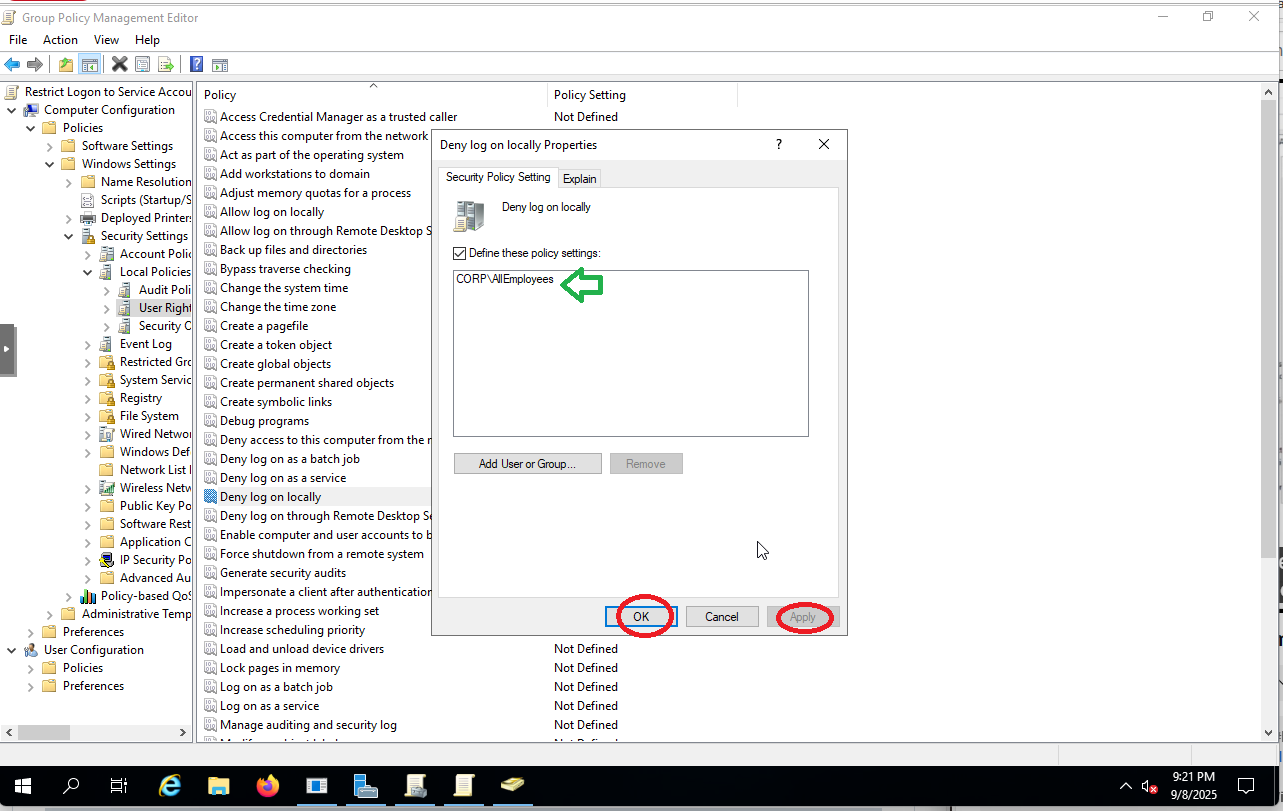 Group Policy Management Editor
File Action View Help
Restrict Logon to Service Accou
Computer Configuration
Policies
Software Settings
Windows Settings
Name Resolution
Scripts (Startup/S
Deployed Printers
Security Settings
Account Polic
Local Policies
Audit Poli
User Right
Security O
Event Log
Restricted Gro
System Servic
Registry
File System
Wired Networ
Windows Def
Network List
Wireless Netw
Public Key Po
Software Rest
Application C
IP Security Po
Advanced Au
Policy-based QoS
Administrative Temp
Preferences
User Configuration
Policies
Preferences
Policy Policy Setting
Access Credential Manager as a trusted caller Not Defined
Access this computer from the network
Act as part of the operating system
Add workstations to domain
Adjust memory quotas for a process
Allow log on locally
Allow log on through Remote Desktop S
Back up files and directories
Bypass traverse checking
Change the system time
Change the time zone
Create a pagefile
Create a token object
Create global objects
Create permanent shared objects
Create symbolic links
Debug programs
Deny access to this computer from the n
Deny log on as a batch job
Deny log on as a service
Deny log on locally
Deny log on through Remote Desktop Se
Enable computer and user accounts to b
Force shutdown from a remote system
Generate security audits
Impersonate a client after authentication
Increase a process working set
Increase scheduling priority
Load and unload device drivers Not Defined
Lock pages in memory Not Defined
Log on as a batch job Not Defined
Log on as a service Not Defined
Manage auditing and security log Not Defined
Deny log on locally Properties ?
Security Policy Setting Explain
Deny log on locally
Define these policy settings:
CORP\AllEmployees
Add User or Group... Remove
OK Cancel Apply
9:21 PM
9/8/2025